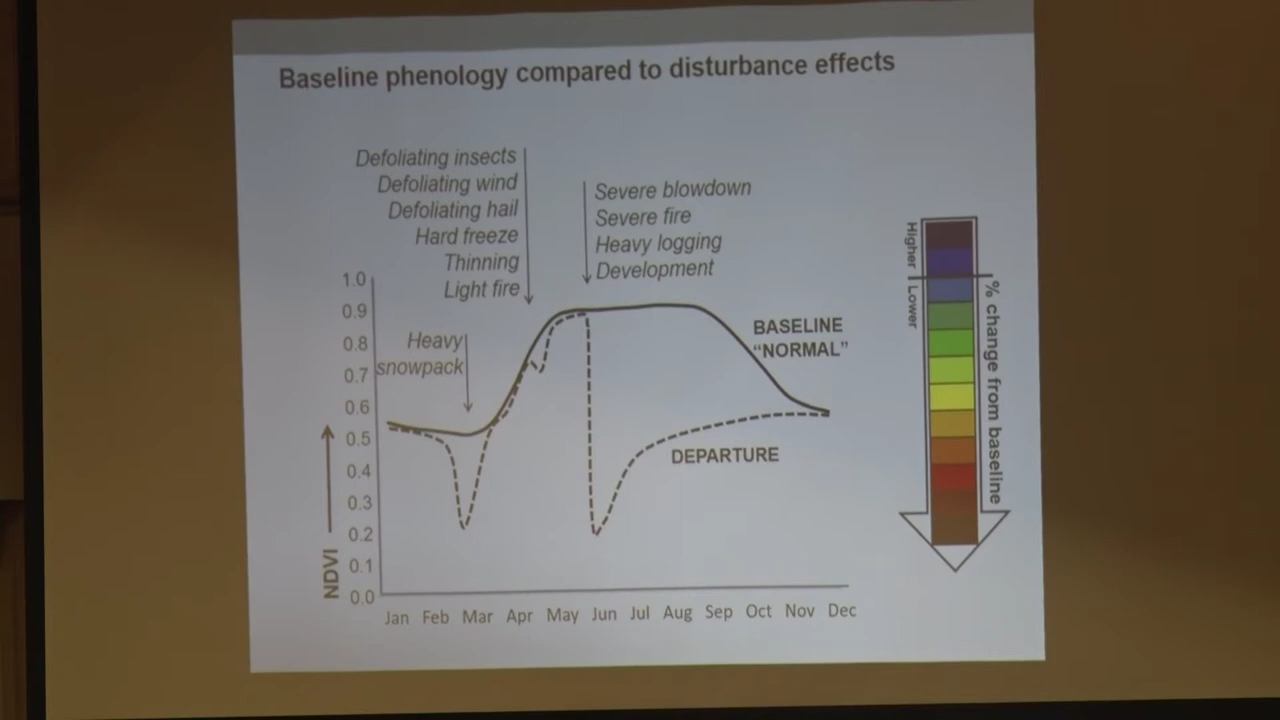 Baseline phenology compared to disturbance effects
Defoliating insects
Defoliating wind
Defoliating hail
Hard freeze
Thinning
Light fire
Severe blowdown
Severe fire
Heavy logging
Development
Heavy
snowpack
BASELINE
“NORMAL”
DEPARTURE
NDVI
1.0
0.9
0.8
0.7
0.6
0.5
0.4
0.3
0.2
0.1
0.0
Jan Feb Mar Apr May Jun Jul Aug Sep Oct Nov Dec
Higher
Lower
% change from baseline